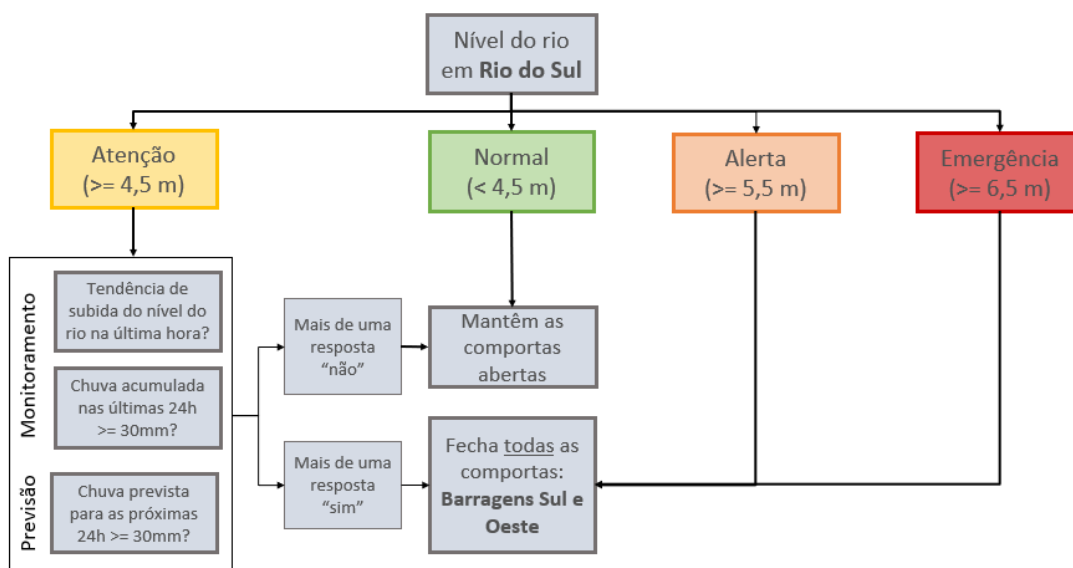 Nível do rio
em Rio do Sul
Atenção
(>= 4,5 m)
Normal
(< 4,5 m)
Alerta
(>= 5,5 m)
Emergência
(>= 6,5 m)
Monitoramento
Tendência de
subida do nível do
rio na última hora?
Chuva acumulada
nas últimas 24h
>= 30mm?
Previsão
Chuva prevista
para as próximas
24h >= 30mm?
Mais de uma
resposta
“não”
Mantêm as
comportas
abertas
Mais de uma
resposta
“sim”
Fecha todas as
comportas:
Barragens Sul e
Oeste